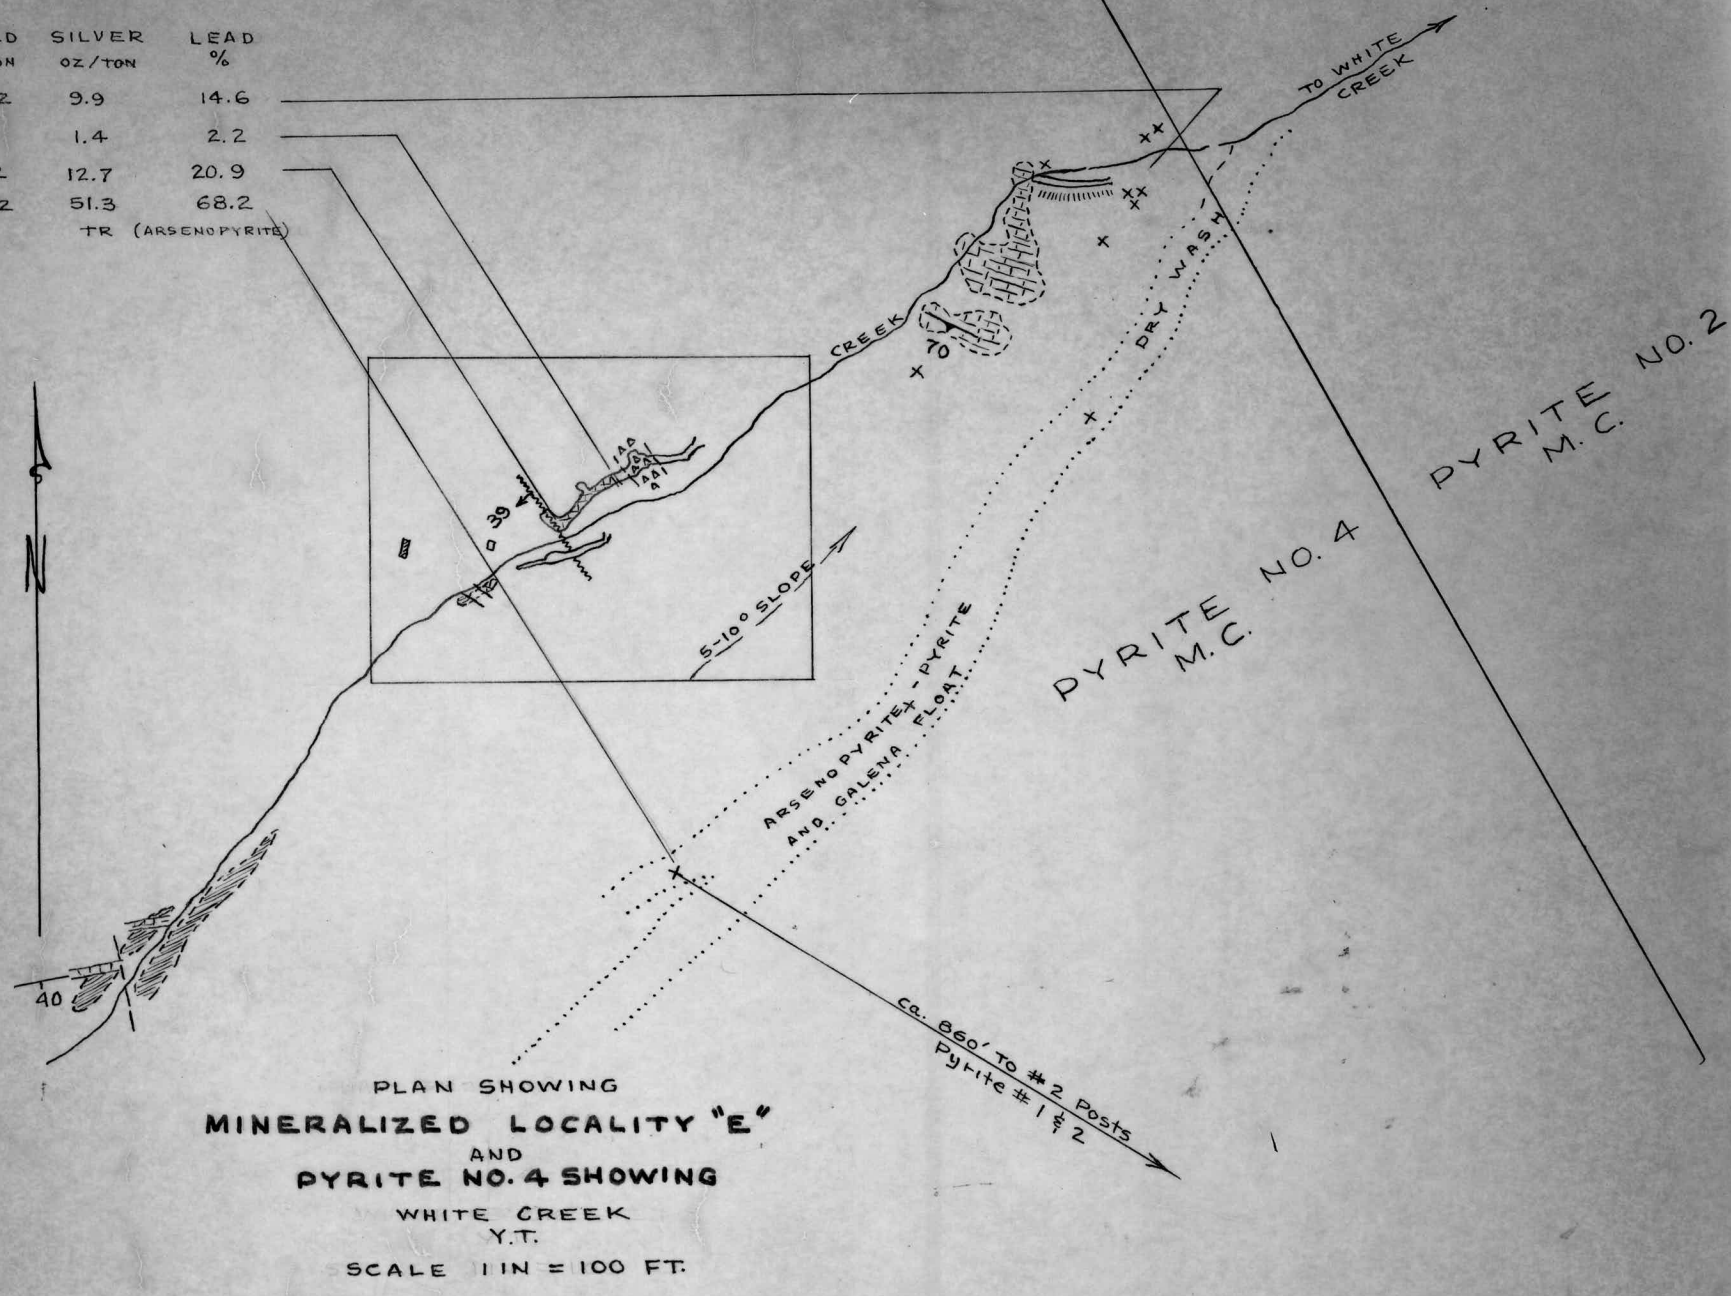 SILVER LEAD
OZ/TON %
9.9 14.6
1.4 2.2
12.7 20.9
51.3 68.2
TR (ARSENOPYRITE)
TO WHITE
CREEK
DRY WASH
CREEK
70
39
5-10° SLOPE
PYRITE NO. 2
M. C.
PYRITE NO. 4
M. C.
ARSENOPYRITE - PYRITE
AND GALENA FLOAT
N
40
ca. 860' TO #2 Posts
Pyrite #1 & 2
PLAN SHOWING
MINERALIZED LOCALITY "E"
AND
PYRITE NO. 4 SHOWING
WHITE CREEK
Y.T.
SCALE 1 IN = 100 FT.